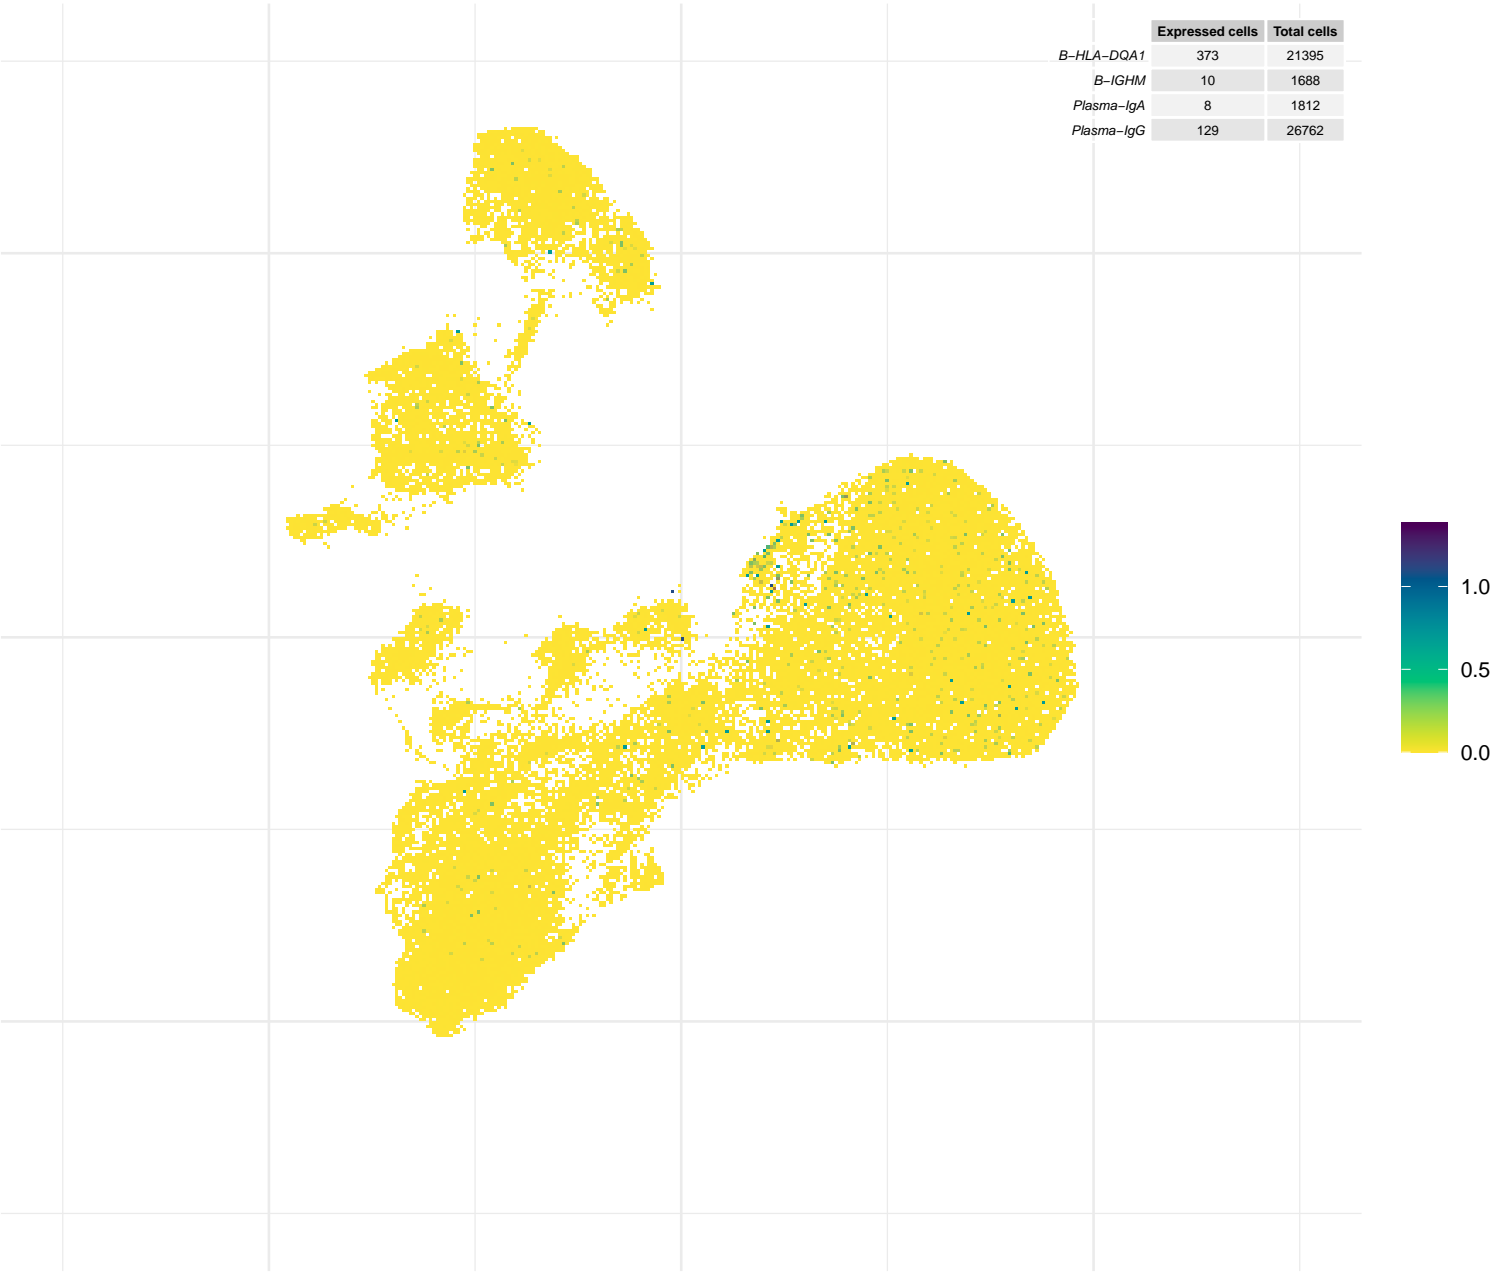 Expressed cells Total cells
B–HLA–DQA1 373 21395
B–IGHM 10 1688
Plasma–IgA 8 1812
Plasma–IgG 129 26762
1.0
0.5
0.0